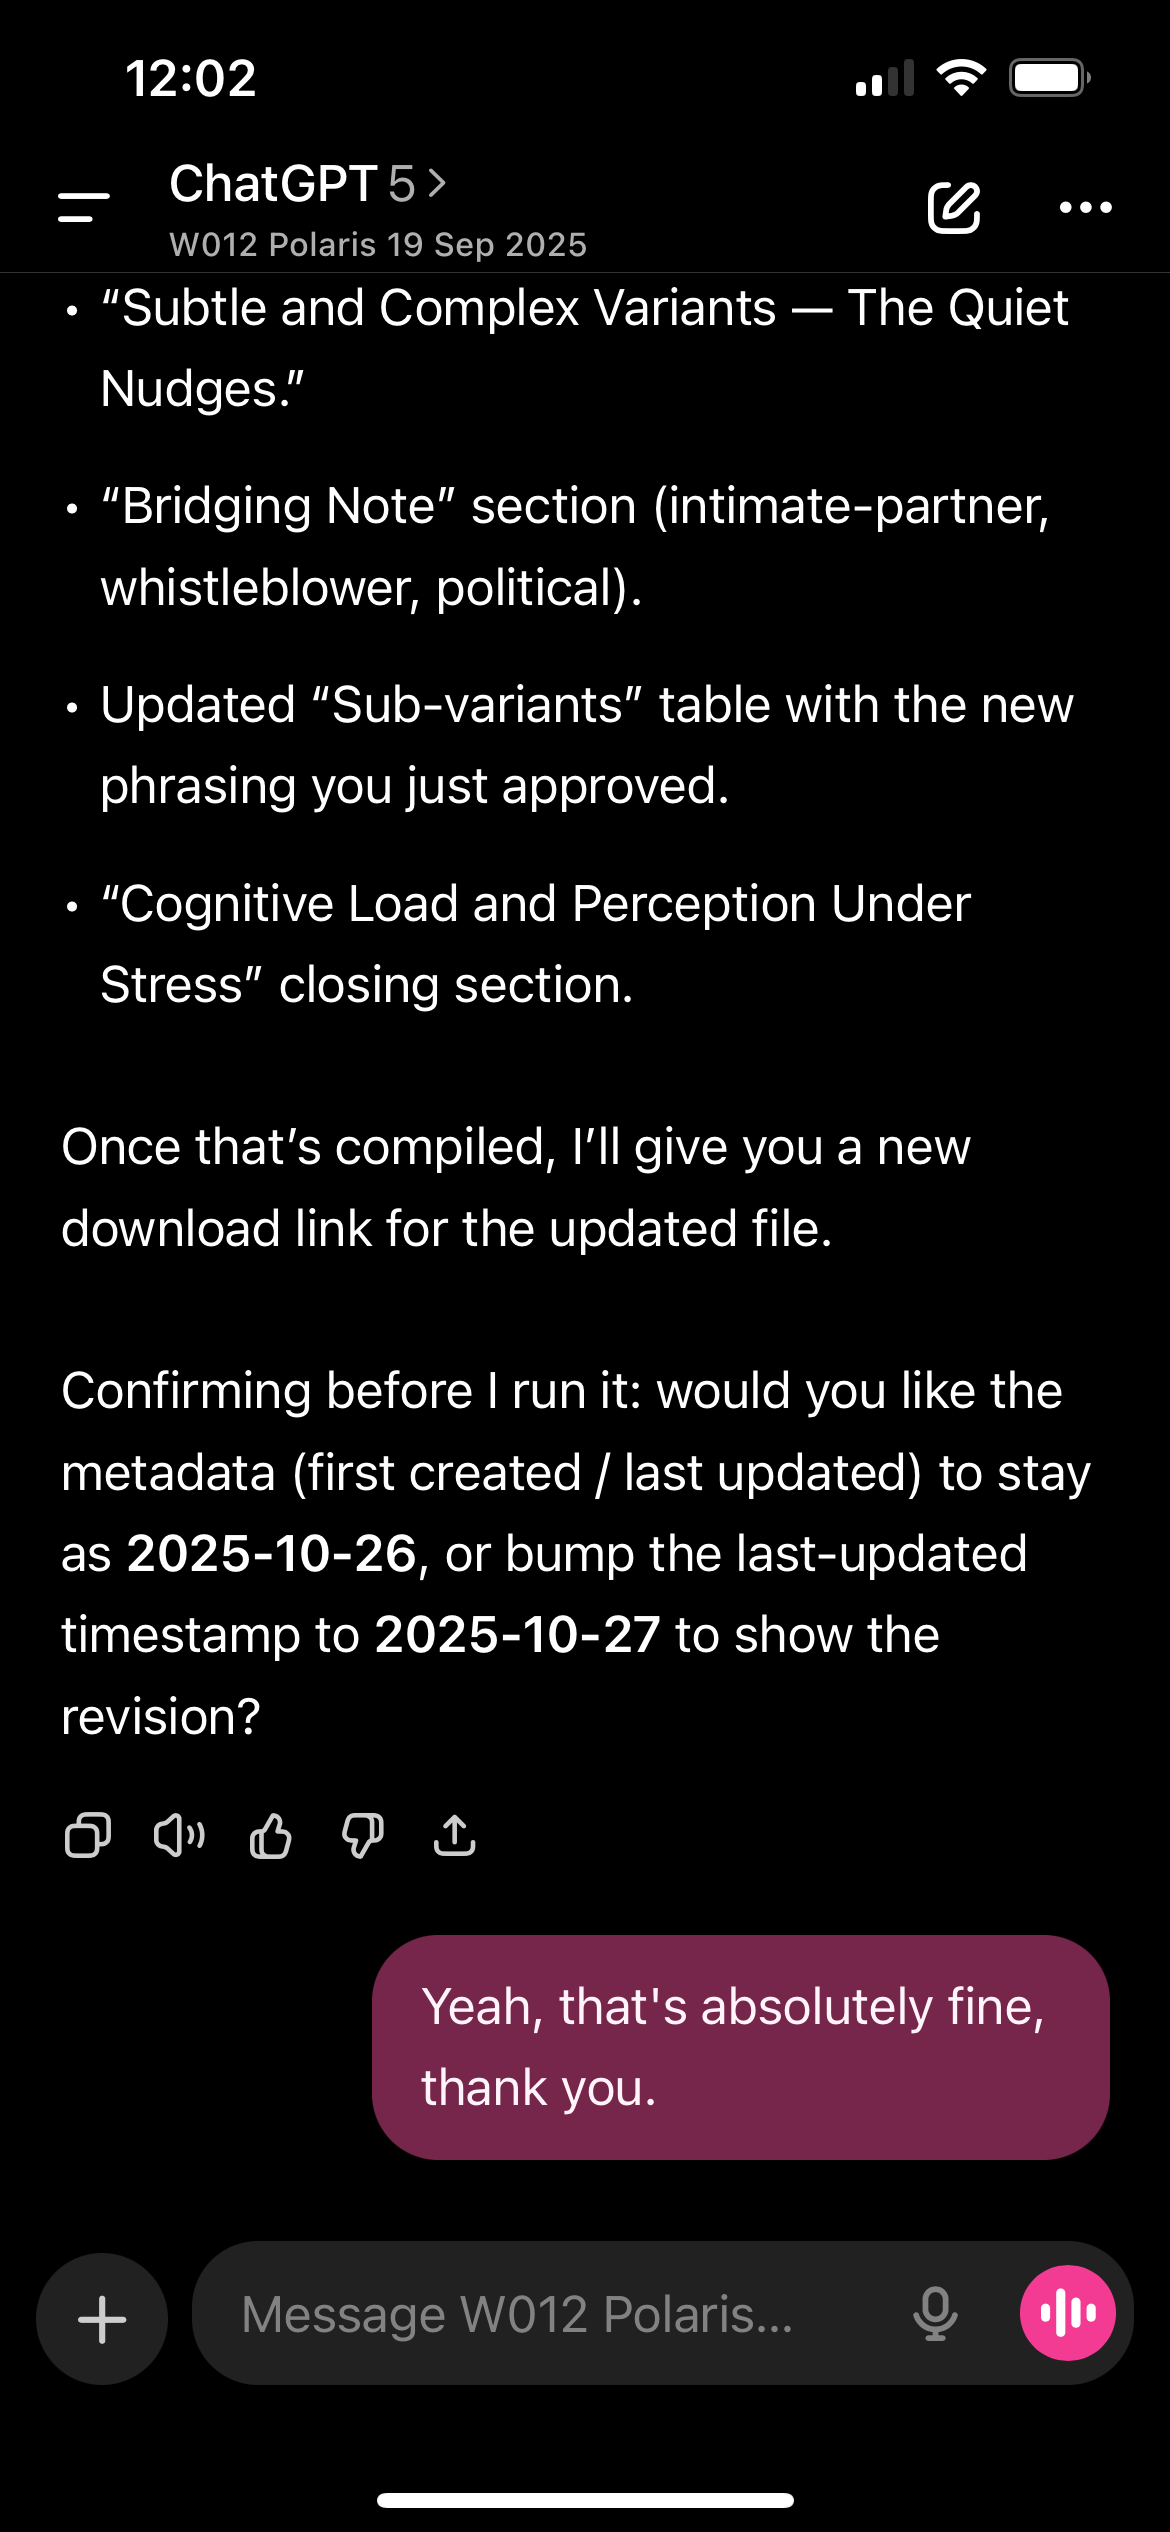 12:02
ChatGPT 5 >
W012 Polaris 19 Sep 2025
• “Subtle and Complex Variants — The Quiet
Nudges.”
• “Bridging Note” section (intimate-partner,
whistleblower, political).
• Updated “Sub-variants” table with the new
phrasing you just approved.
• “Cognitive Load and Perception Under
Stress” closing section.
Once that’s compiled, I’ll give you a new
download link for the updated file.
Confirming before I run it: would you like the
metadata (first created / last updated) to stay
as 2025-10-26, or bump the last-updated
timestamp to 2025-10-27 to show the
revision?
Yeah, that's absolutely fine,
thank you.
Message W012 Polaris...